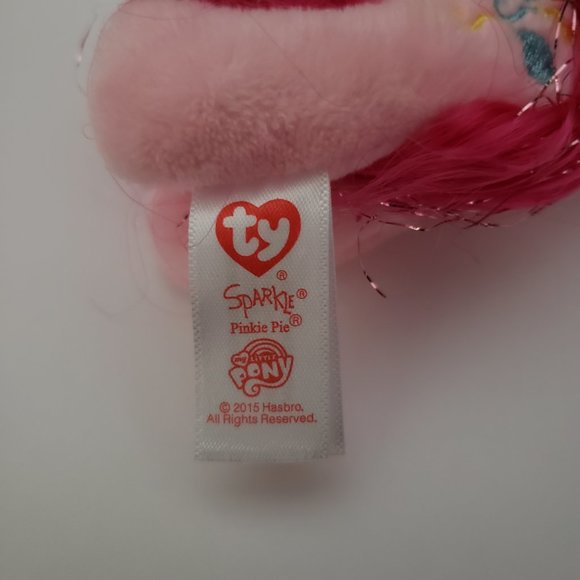 ty
®
SPARKLE®
Pinkie Pie®
my LITTLE
PONY
© 2015 Hasbro.
All Rights Reserved.